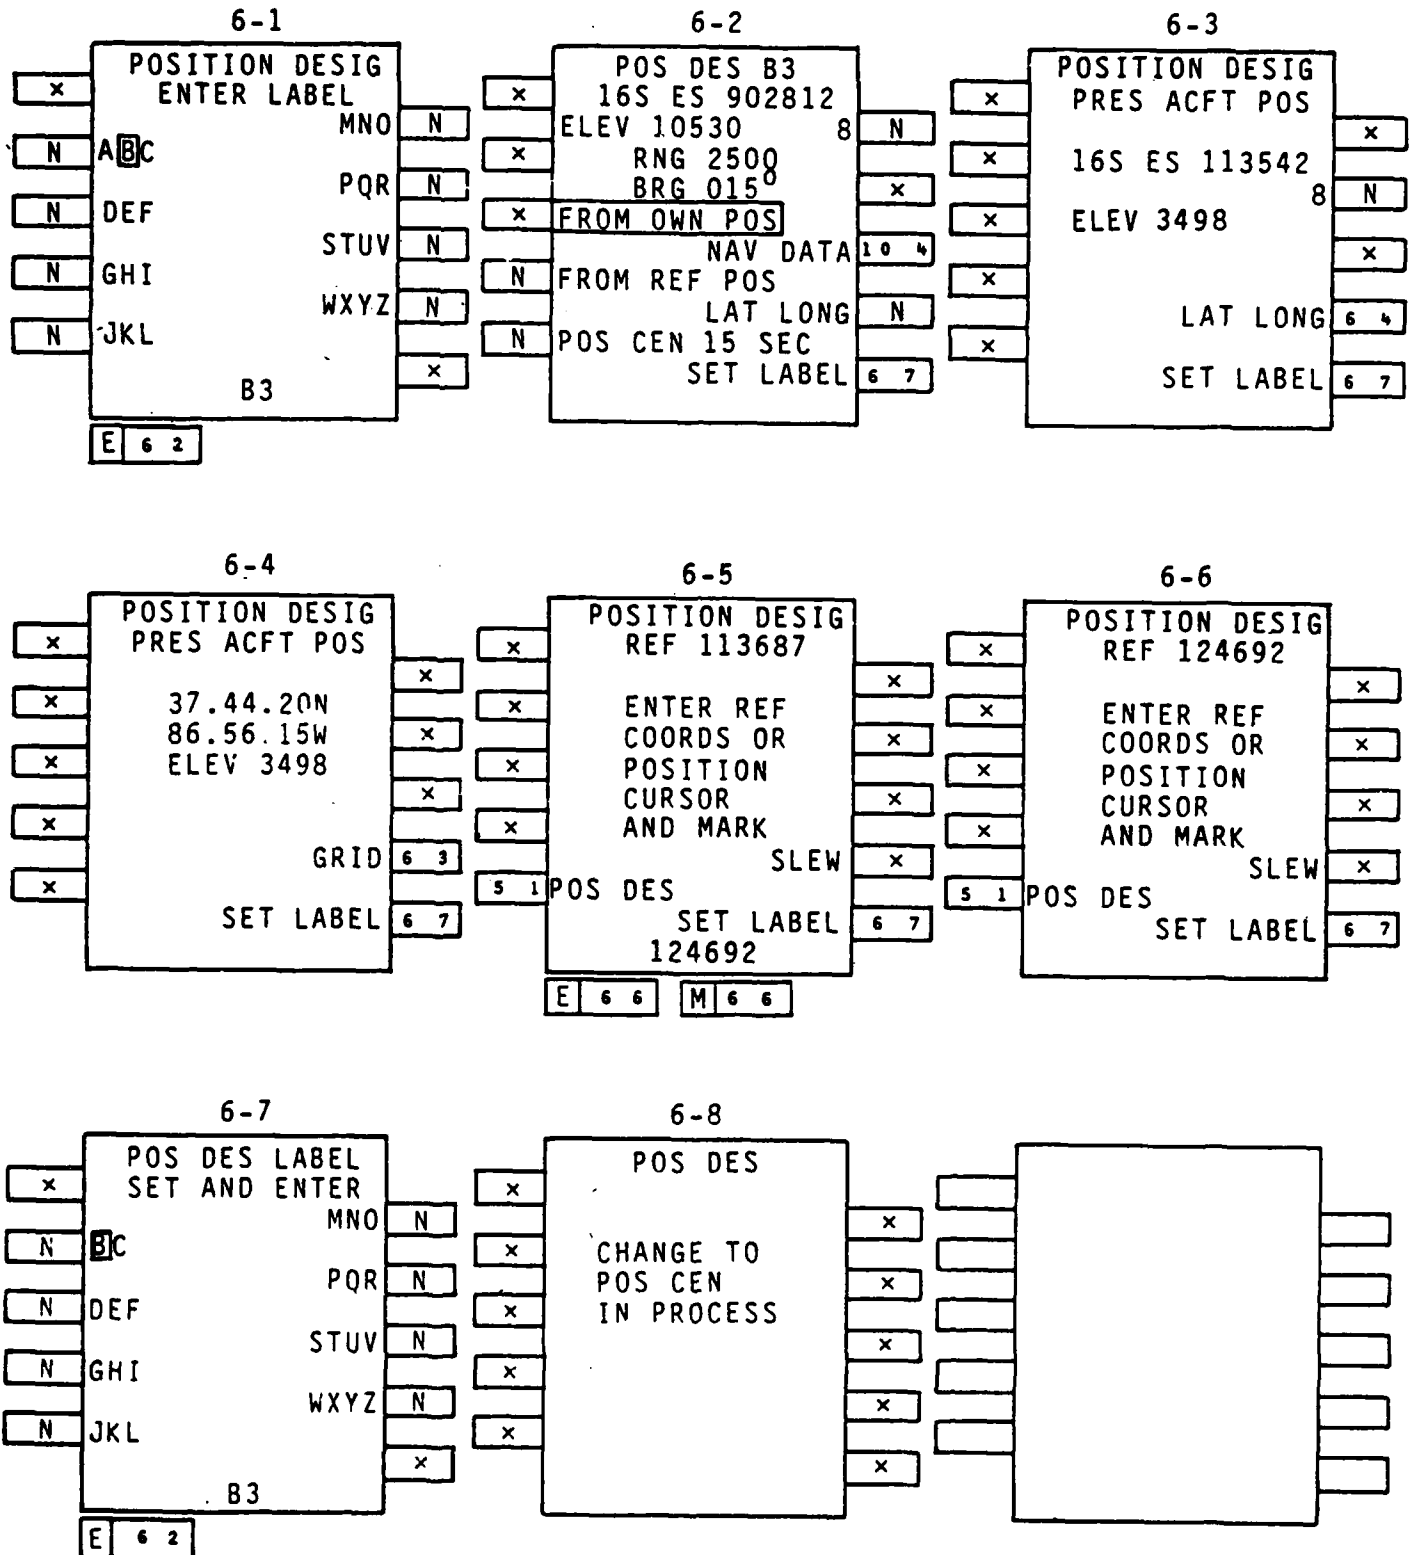 6-1
POSITION DESIG
ENTER LABEL
x
MNO N
N ABC
PQR N
N DEF
STUV N
N GHI
WXYZ N
N JKL
x
B3
E 6 2
6-2
POS DES B3
x 16S ES 902812
ELEV 10530 8 N
x RNG 2500
BRG 015° x
x FROM OWN POS
NAV DATA 10 4
N FROM REF POS
LAT LONG N
N POS CEN 15 SEC
SET LABEL 6 7
6-3
POSITION DESIG
x PRES ACFT POS
x
x 16S ES 113542
8 N
x ELEV 3498
x
x
LAT LONG 6 4
x
SET LABEL 6 7
6-4
POSITION DESIG
x PRES ACFT POS
x
x 37.44.20N
86.56.15W x
x ELEV 3498
x
x
GRID 6 3
x
SET LABEL 6 7
6-5
POSITION DESIG
x REF 113687
x
x ENTER REF
COORDS OR x
x POSITION
CURSOR x
x AND MARK
SLEW x
5 1 POS DES
SET LABEL 6 7
124692
E 6 6 M 6 6
6-6
POSITION DESIG
x REF 124692
x
x ENTER REF
COORDS OR x
x POSITION
CURSOR x
x AND MARK
SLEW x
5 1 POS DES
SET LABEL 6 7
6-7
POS DES LABEL
x SET AND ENTER
MNO N
N BC
PQR N
N DEF
STUV N
N GHI
WXYZ N
N JKL
x
B3
E 6 2
6-8
POS DES
x
x
x CHANGE TO
POS CEN x
x IN PROCESS
x
x
x
x
x